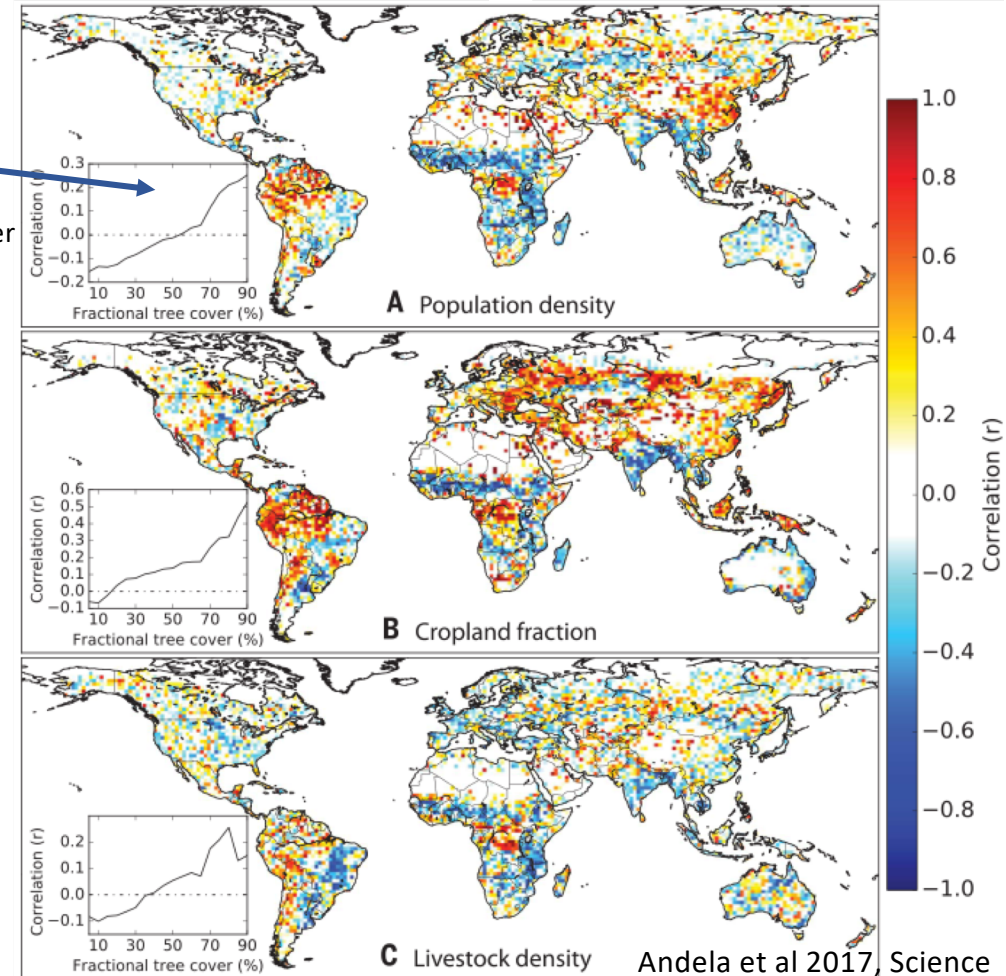 er
0.3
0.2
0.1
0.0
−0.1
−0.2
Correlation (r)
10 30 50 70 90
Fractional tree cover (%)
A Population density
0.6
0.5
0.4
0.3
0.2
0.1
0.0
−0.1
Correlation (r)
10 30 50 70 90
Fractional tree cover (%)
B Cropland fraction
0.2
0.1
0.0
−0.1
Correlation (r)
10 30 50 70 90
Fractional tree cover (%)
C Livestock density
1.0
0.8
0.6
0.4
0.2
0.0
−0.2
−0.4
−0.6
−0.8
−1.0
Correlation (r)
Andela et al 2017, Science